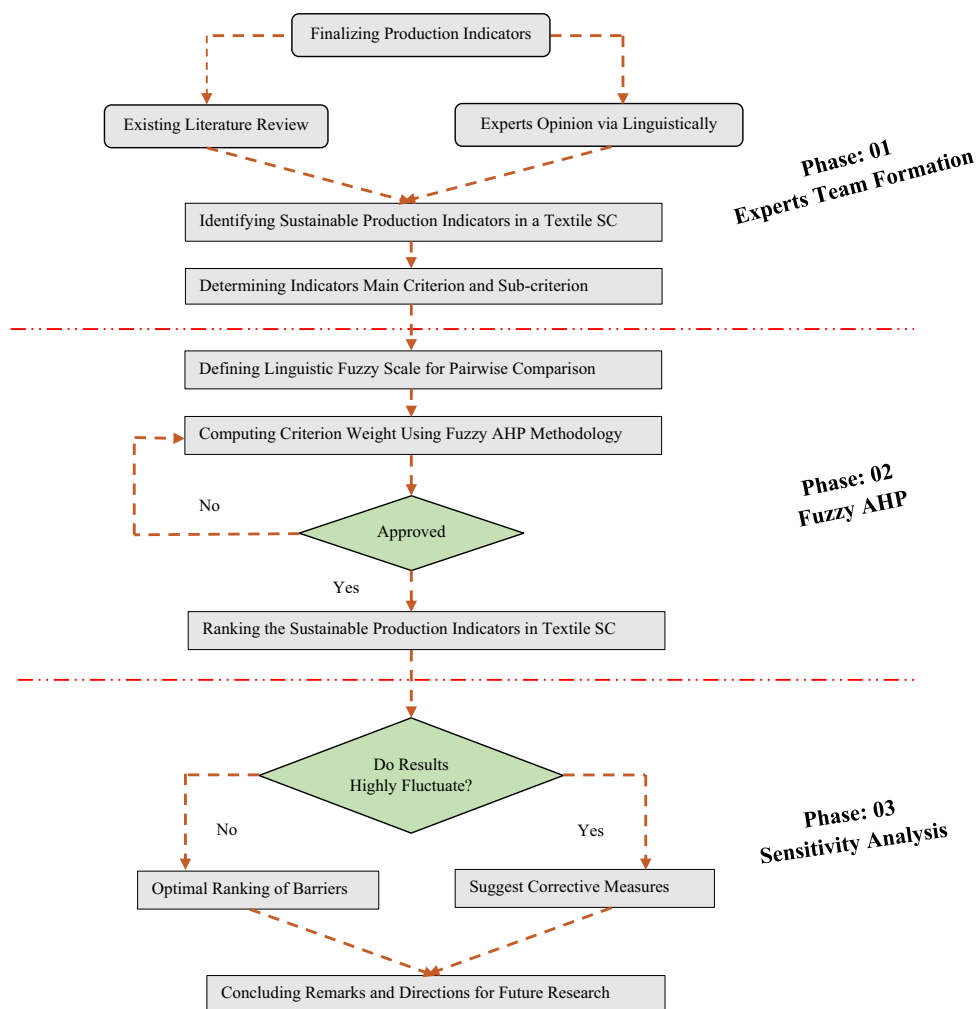 Finalizing Production Indicators
Existing Literature Review
Experts Opinion via Linguistically
Phase: 01
Experts Team Formation
Identifying Sustainable Production Indicators in a Textile SC
Determining Indicators Main Criterion and Sub-criterion
Defining Linguistic Fuzzy Scale for Pairwise Comparison
Computing Criterion Weight Using Fuzzy AHP Methodology
Phase: 02
Fuzzy AHP
No
Approved
Yes
Ranking the Sustainable Production Indicators in Textile SC
Do Results
Highly Fluctuate?
No
Yes
Phase: 03
Sensitivity Analysis
Optimal Ranking of Barriers
Suggest Corrective Measures
Concluding Remarks and Directions for Future Research